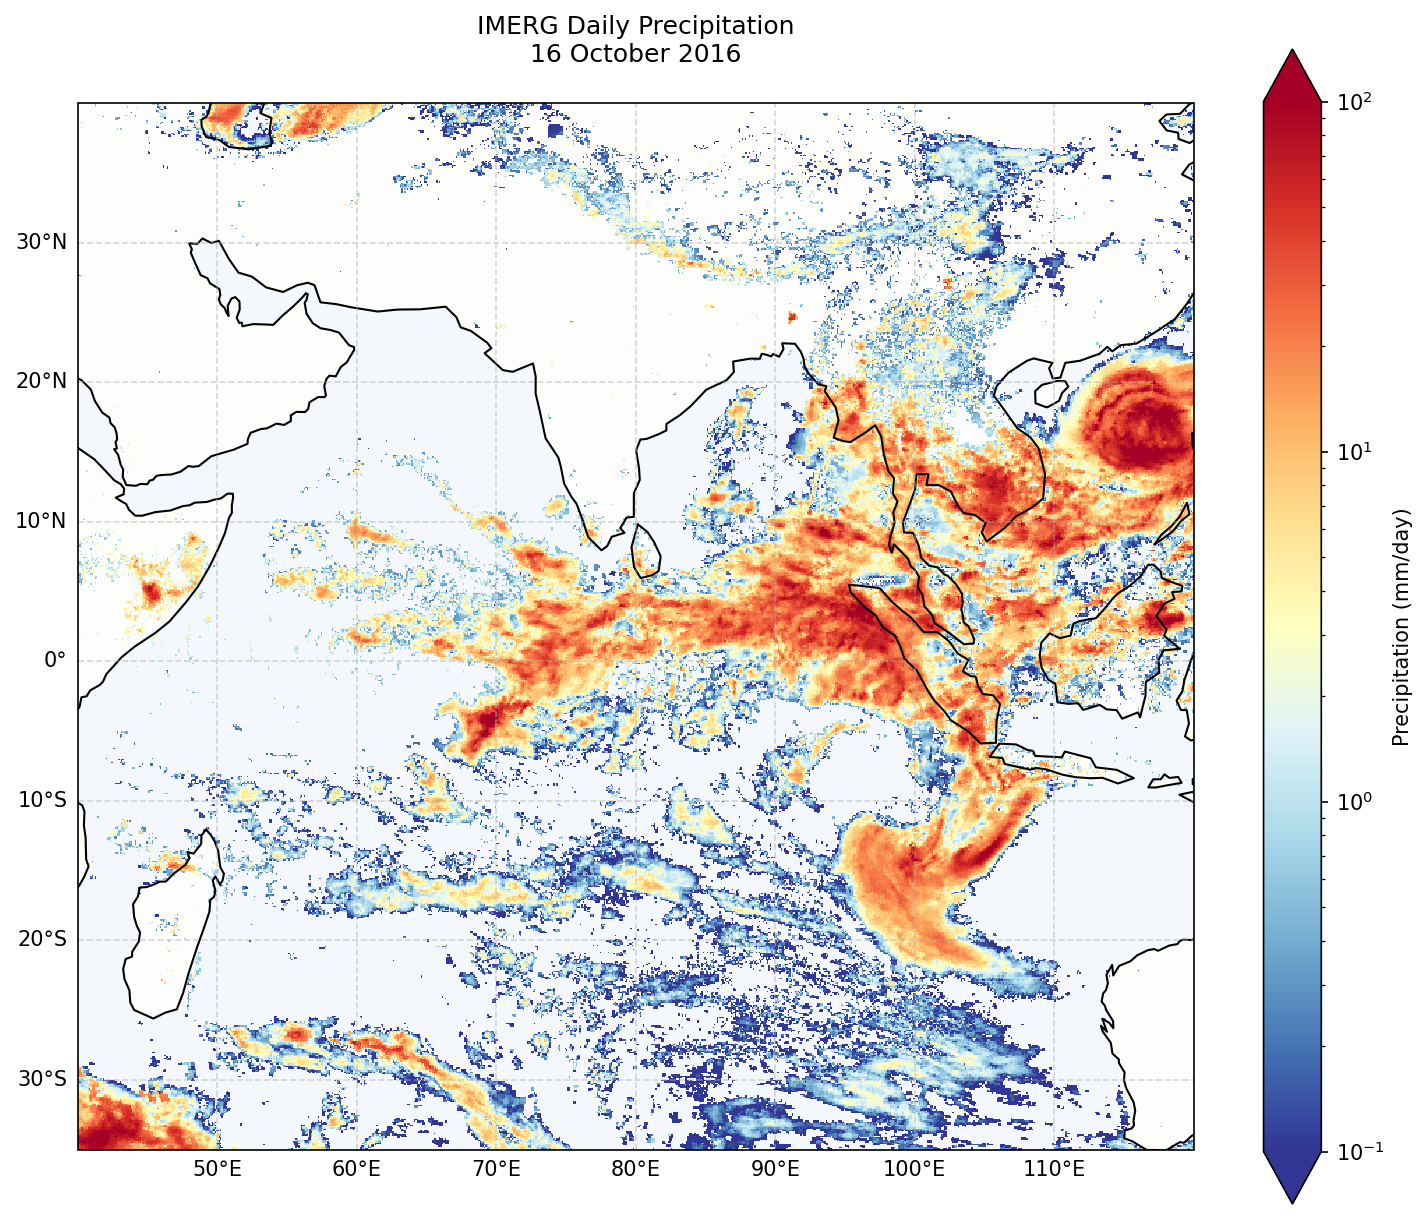 IMERG Daily Precipitation
16 October 2016
30°N
20°N
10°N
0°
10°S
20°S
30°S
50°E
60°E
70°E
80°E
90°E
100°E
110°E
10²
10¹
10⁰
10⁻¹
Precipitation (mm/day)